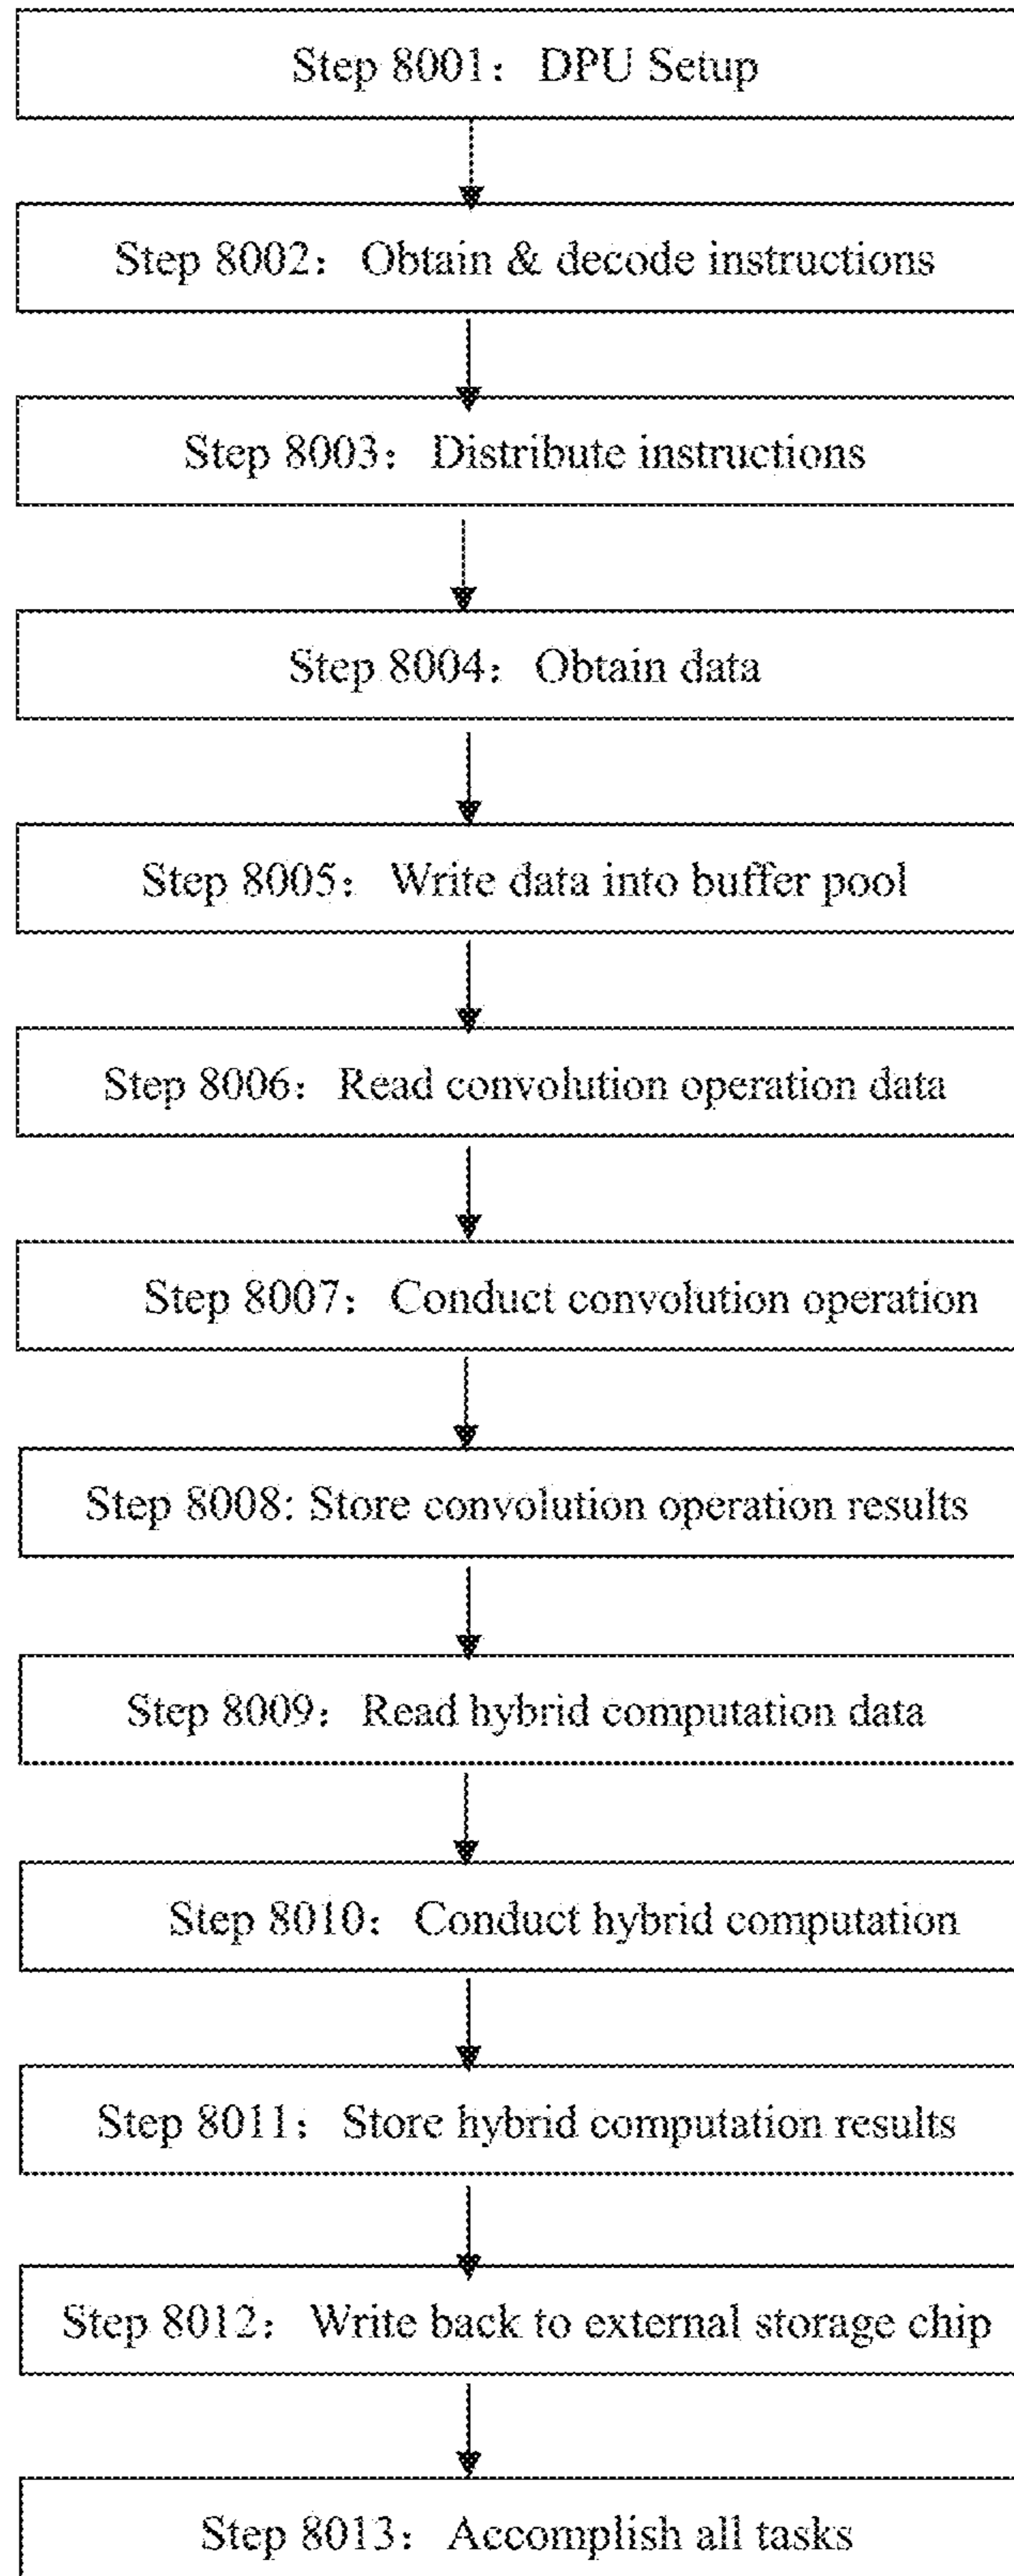 Step 8001: DPU Setup
Step 8002: Obtain & decode instructions
Step 8003: Distribute instructions
Step 8004: Obtain data
Step 8005: Write data into buffer pool
Step 8006: Read convolution operation data
Step 8007: Conduct convolution operation
Step 8008: Store convolution operation results
Step 8009: Read hybrid computation data
Step 8010: Conduct hybrid computation
Step 8011: Store hybrid computation results
Step 8012: Write back to external storage chip
Step 8013: Accomplish all tasks